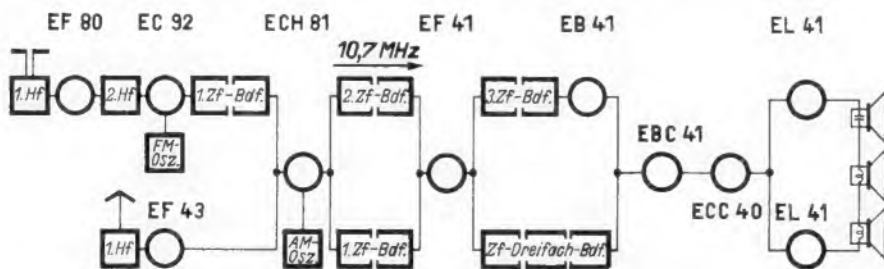 EF 80 EC 92 ECH 81 EF 41 EB 41 EL 41
10,7 MHz
1. Hf 2. Hf 1. Zf-Bdf. 2. Zf-Bdf. 3. Zf-Bdf.
FM-
Osz.
EBC 41
EF 43 ECC 40 EL 41
1. Hf AM- 1. Zf-Bdf. Zf-Dreifach-Bdf.
Osz.